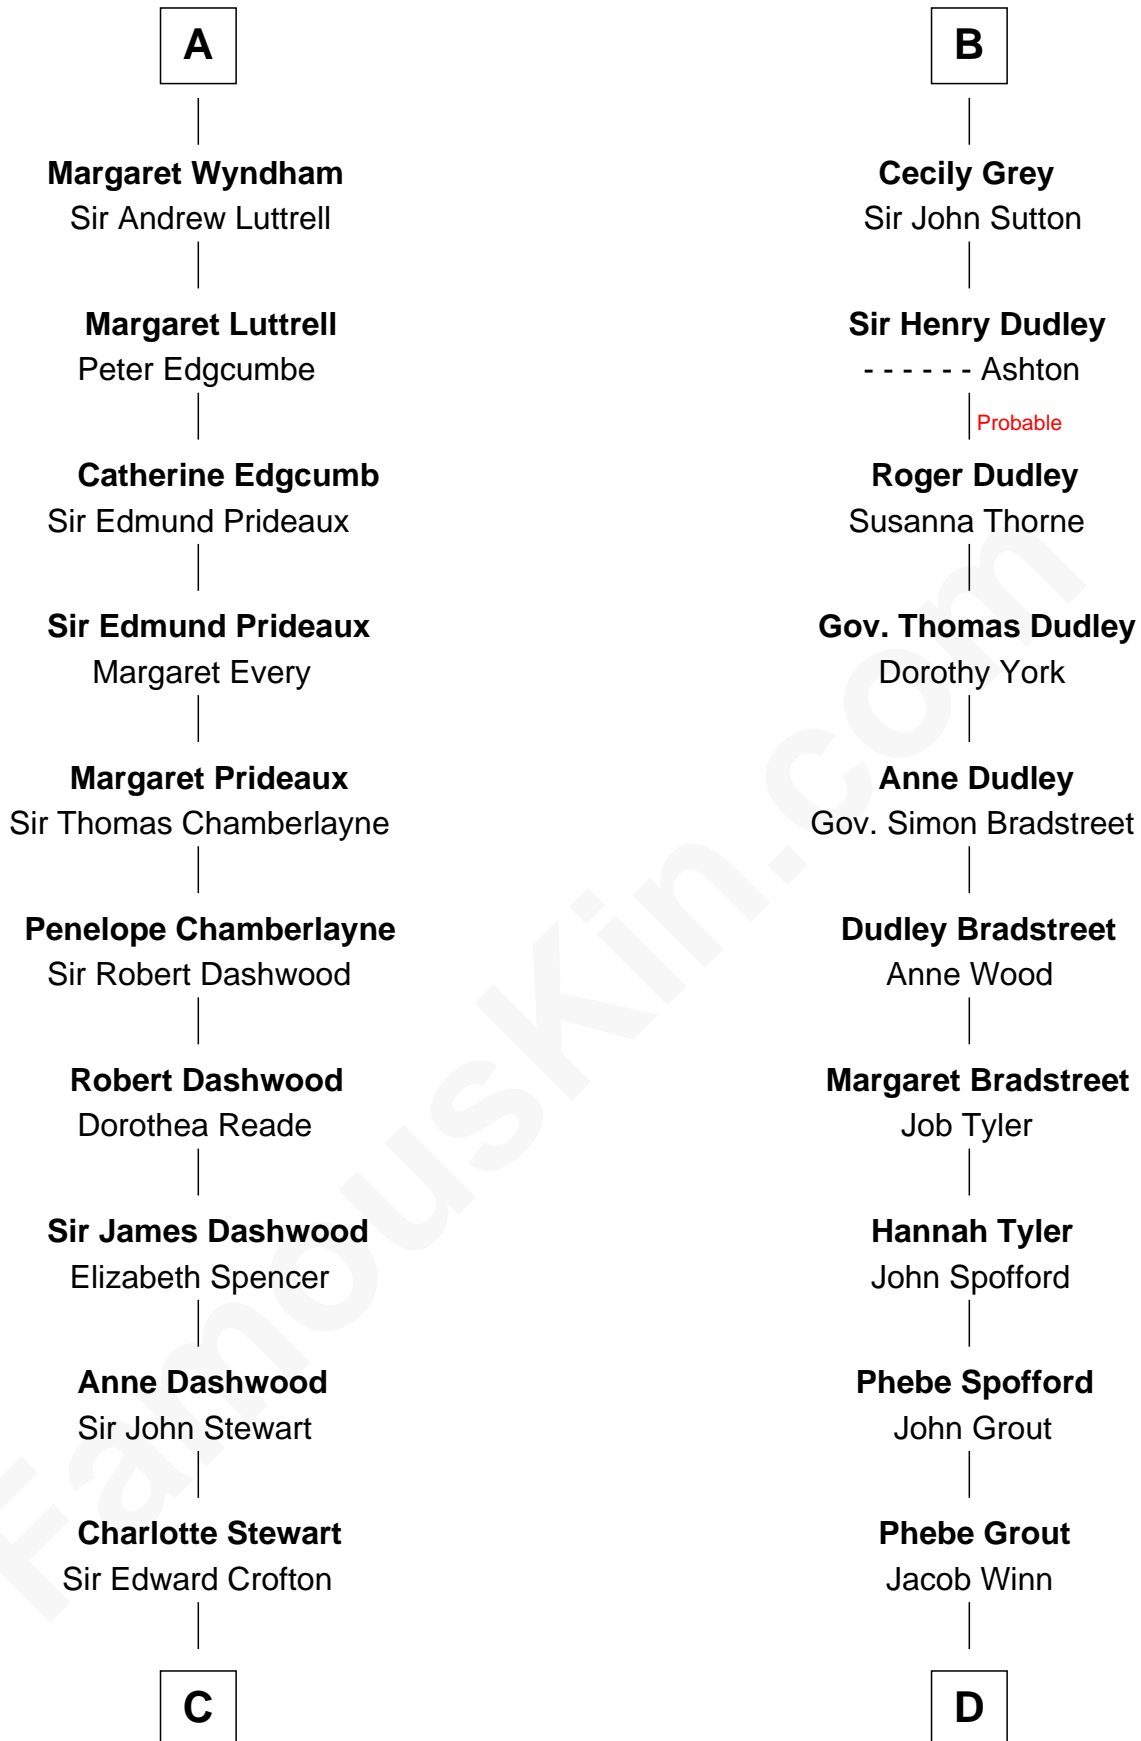 A
Margaret Wyndham
Sir Andrew Luttrell
Margaret Luttrell
Peter Edgcumbe
Catherine Edgcumb
Sir Edmund Prideaux
Sir Edmund Prideaux
Margaret Every
Margaret Prideaux
Sir Thomas Chamberlayne
Penelope Chamberlayne
Sir Robert Dashwood
Robert Dashwood
Dorothea Reade
Sir James Dashwood
Elizabeth Spencer
Anne Dashwood
Sir John Stewart
Charlotte Stewart
Sir Edward Crofton
C
B
Cecily Grey
Sir John Sutton
Sir Henry Dudley
- - - - - - Ashton
Probable
Roger Dudley
Susanna Thorne
Gov. Thomas Dudley
Dorothy York
Anne Dudley
Gov. Simon Bradstreet
Dudley Bradstreet
Anne Wood
Margaret Bradstreet
Job Tyler
Hannah Tyler
John Spofford
Phebe Spofford
John Grout
Phebe Grout
Jacob Winn
D
FamousKin.com